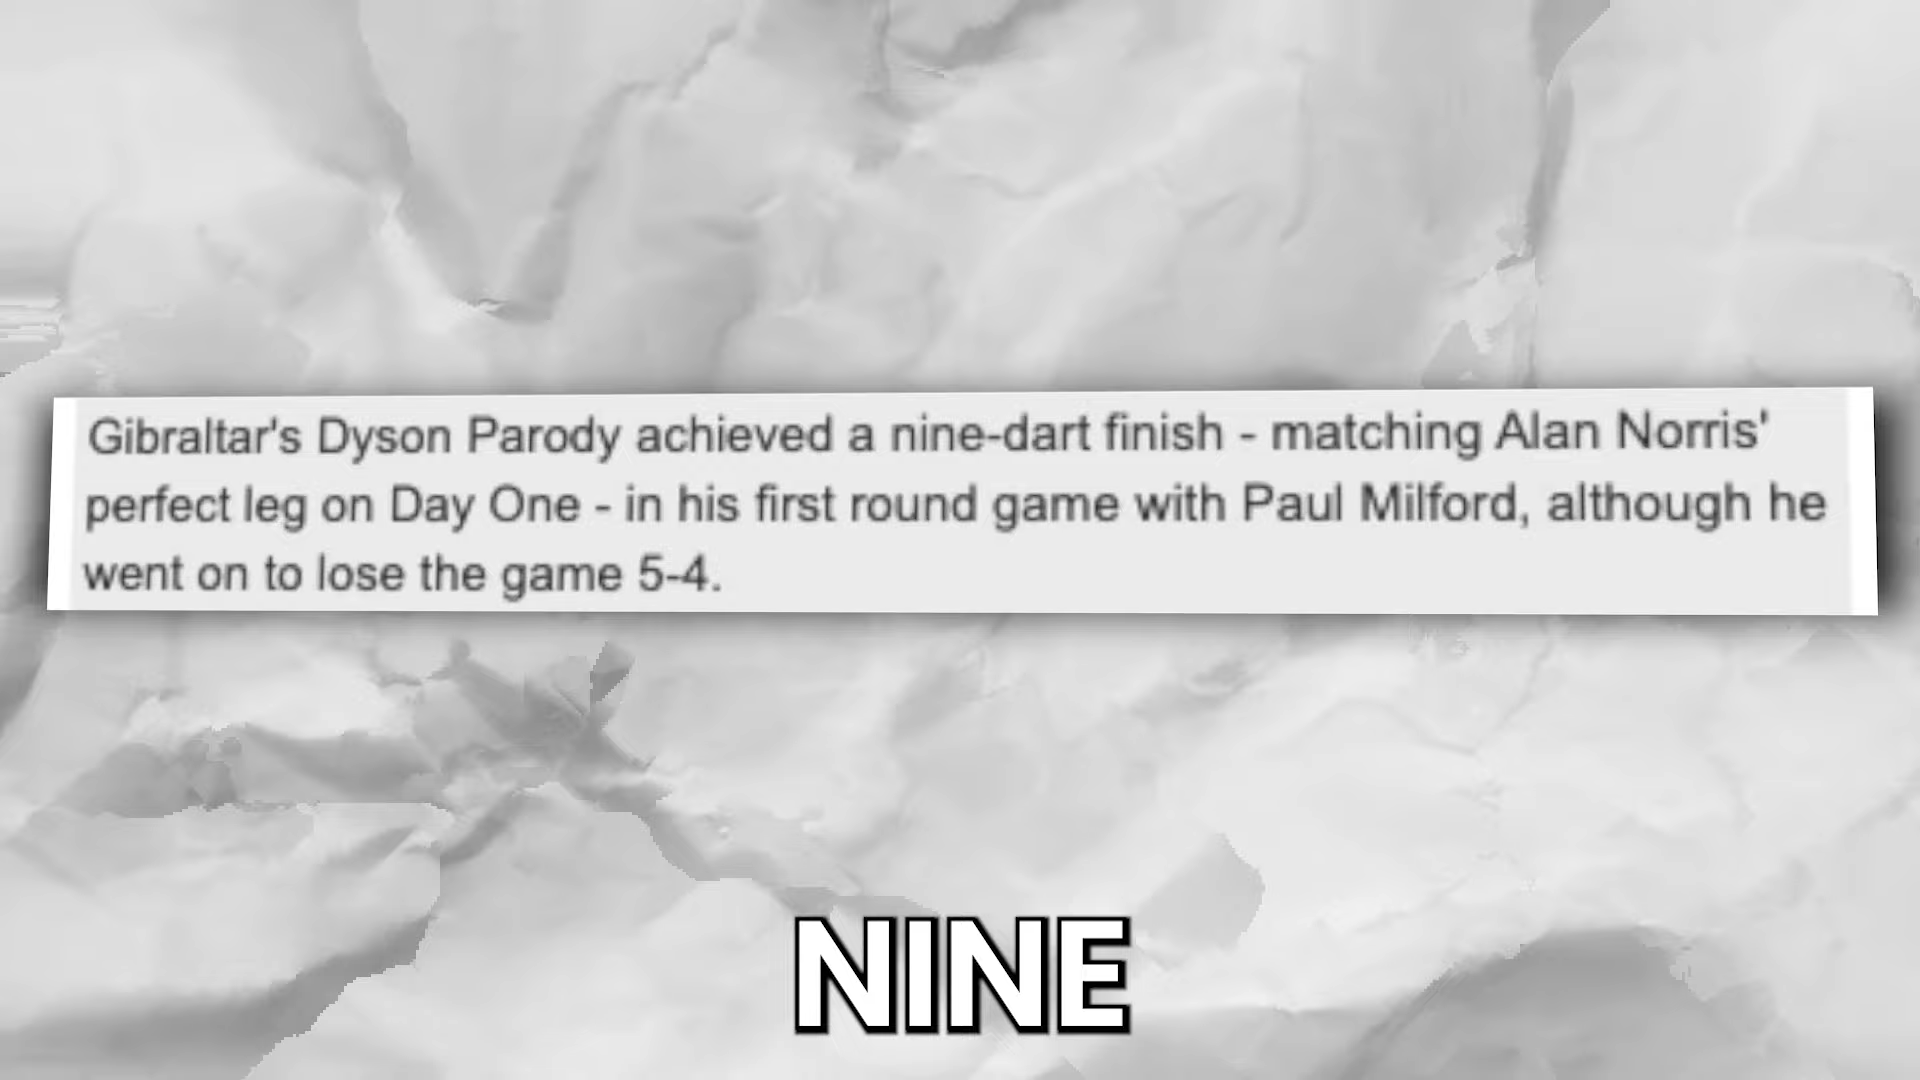 Gibraltar's Dyson Parody achieved a nine-dart finish - matching Alan Norris'
perfect leg on Day One - in his first round game with Paul Milford, although he
went on to lose the game 5-4.
NINE